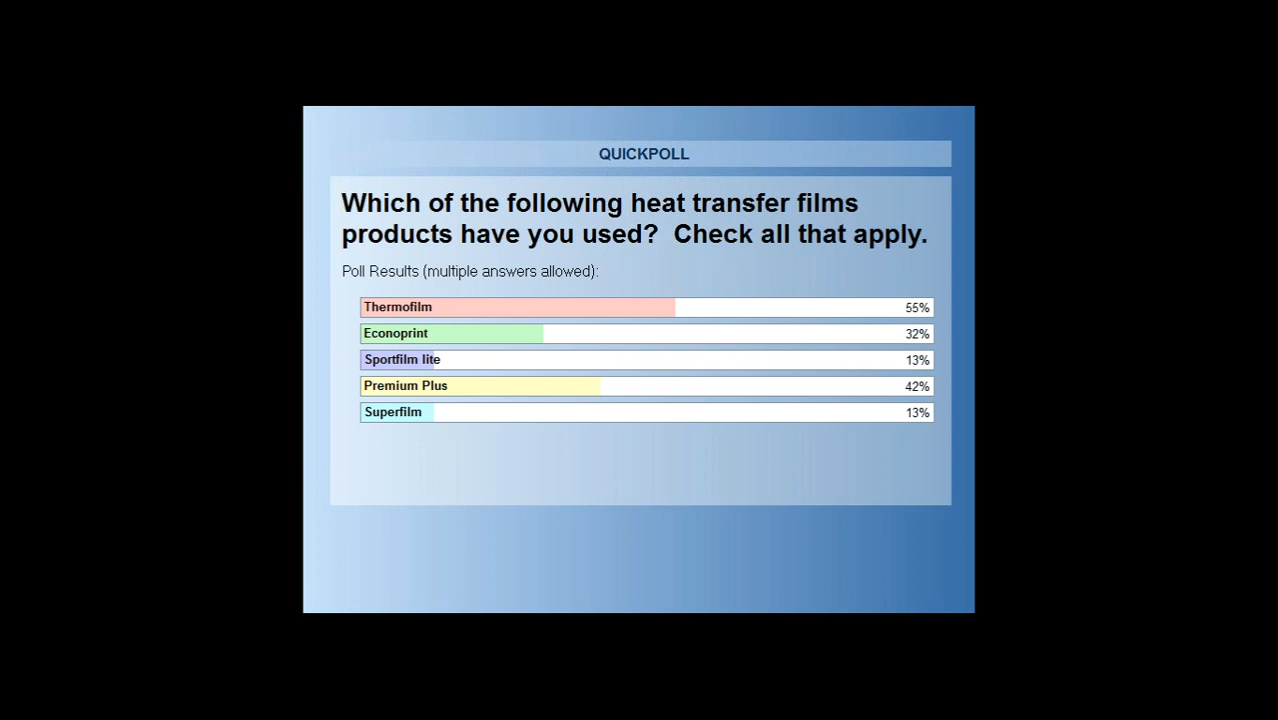 QUICKPOLL
Which of the following heat transfer films
products have you used?  Check all that apply.
Poll Results (multiple answers allowed):
Thermofilm 55%
Econoprint 32%
Sportfilm lite 13%
Premium Plus 42%
Superfilm 13%